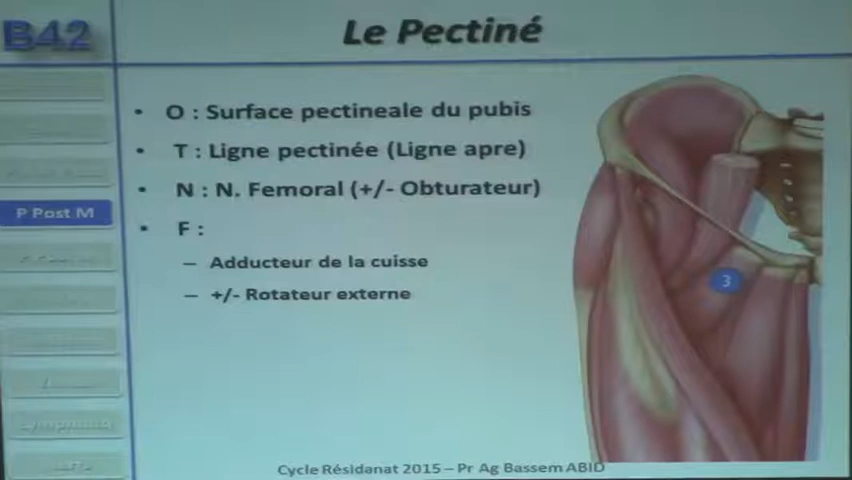 B42
Le Pectiné
• O : Surface pectineale du pubis
• T : Ligne pectinée (Ligne apre)
• N : N. Femoral (+/- Obturateur)
• F :
– Adducteur de la cuisse
– +/- Rotateur externe
P Post M
3
Cycle Résidanat 2015 – Pr Ag Bassem ABID